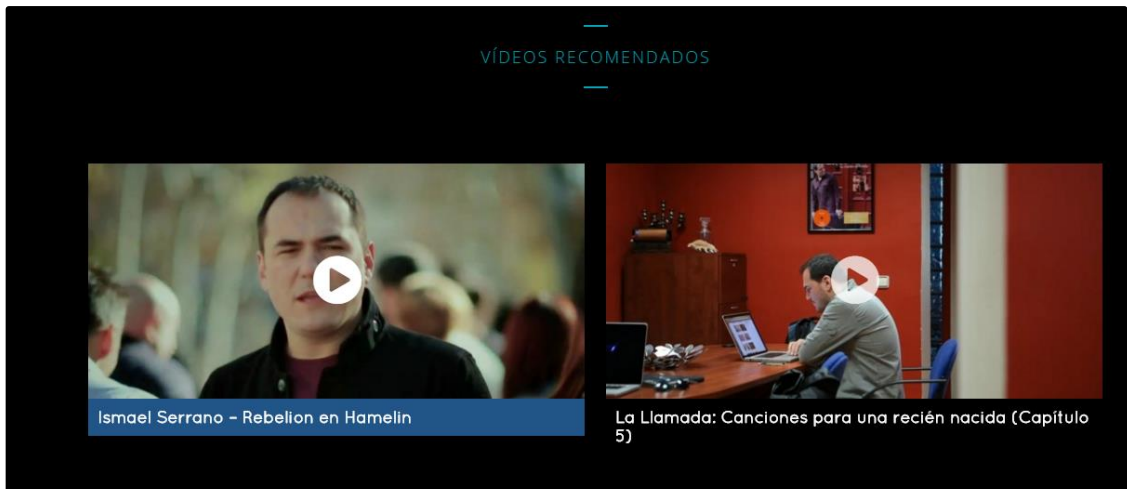 VÍDEOS RECOMENDADOS
Ismael Serrano - Rebelion en Hamelin
La Llamada: Canciones para una recién nacida (Capítulo
5)